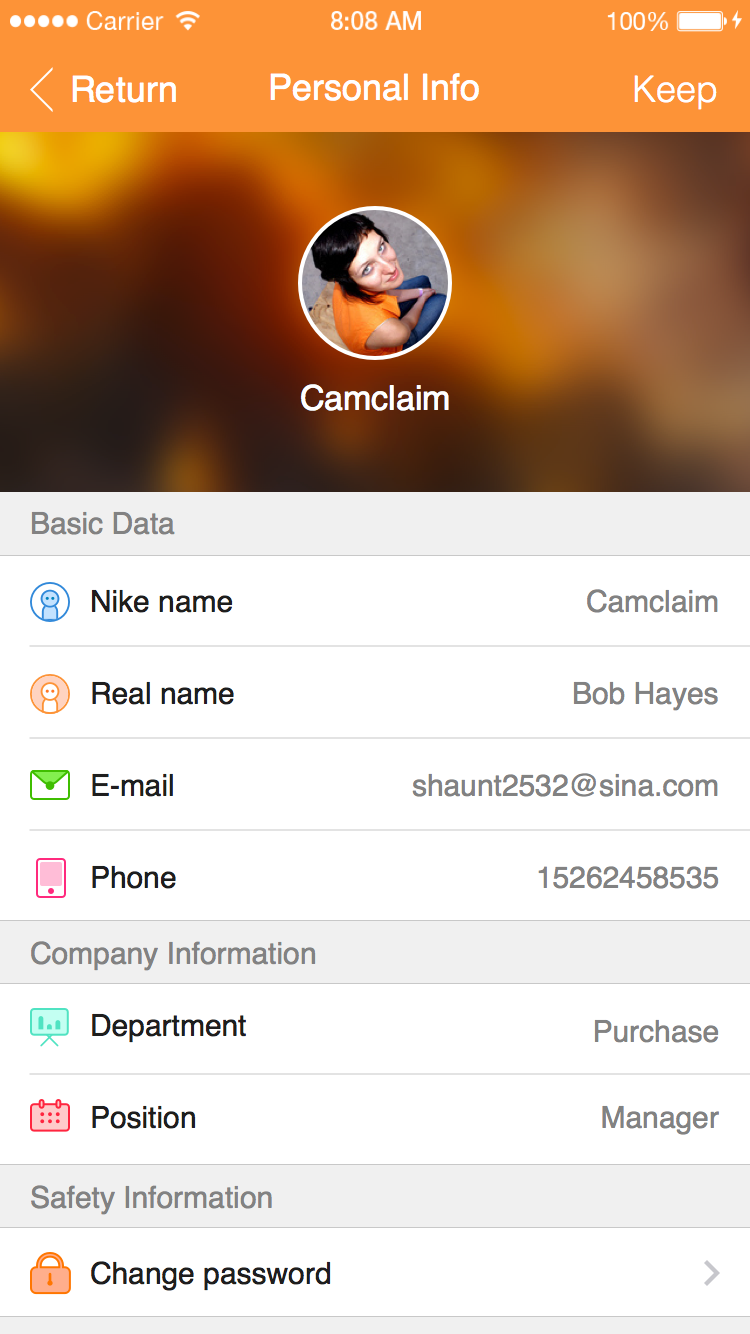 Carrier 8:08 AM 100%
Return Personal Info Keep
Camclaim
Basic Data
Nike name Camclaim
Real name Bob Hayes
E-mail shaunt2532@sina.com
Phone 15262458535
Company Information
Department Purchase
Position Manager
Safety Information
Change password